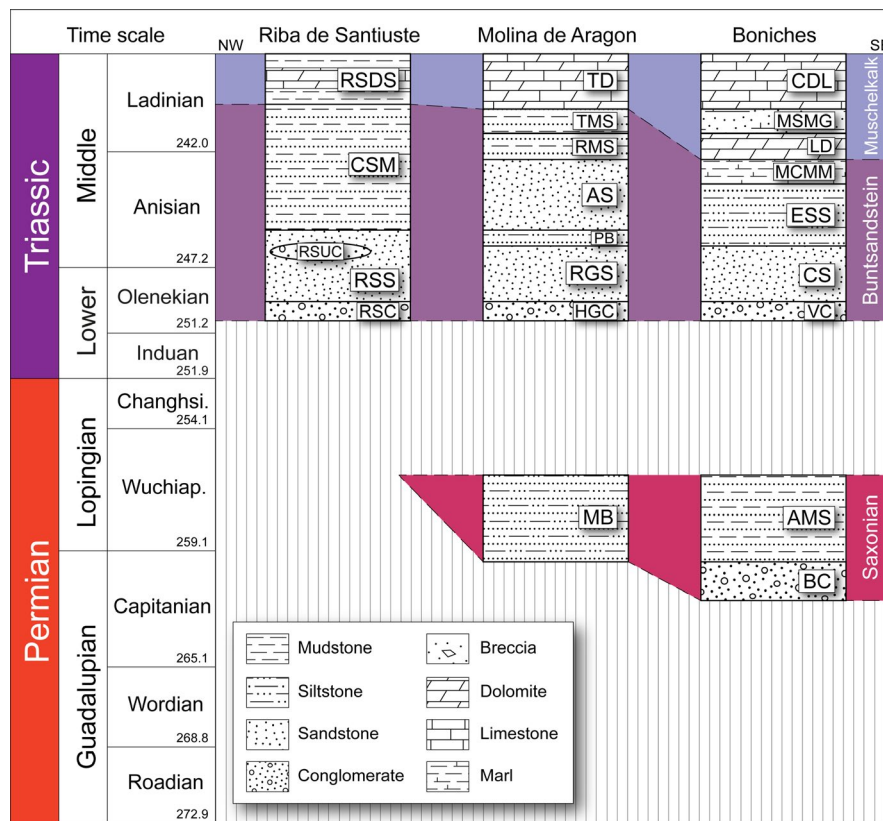 Time scale
Riba de Santiuste
Molina de Aragon
Boniches
NW
Triassic
Middle
Lower
Ladinian
242.0
Anisian
247.2
Olenekian
251.2
Induan
251.9
Permian
Lopingian
Guadalupian
Changhsi.
254.1
Wuchiap.
259.1
Capitanian
265.1
Wordian
268.8
Roadian
272.9
RSDS
CSM
RSUC
RSS
RSC
TD
TMS
RMS
AS
PB
RGS
HGC
MB
CDL
MSMG
LD
MCMM
ESS
CS
VC
AMS
BC
Muschelkalk
Buntsandstein
Saxonian
Mudstone
Siltstone
Sandstone
Conglomerate
Breccia
Dolomite
Limestone
Marl